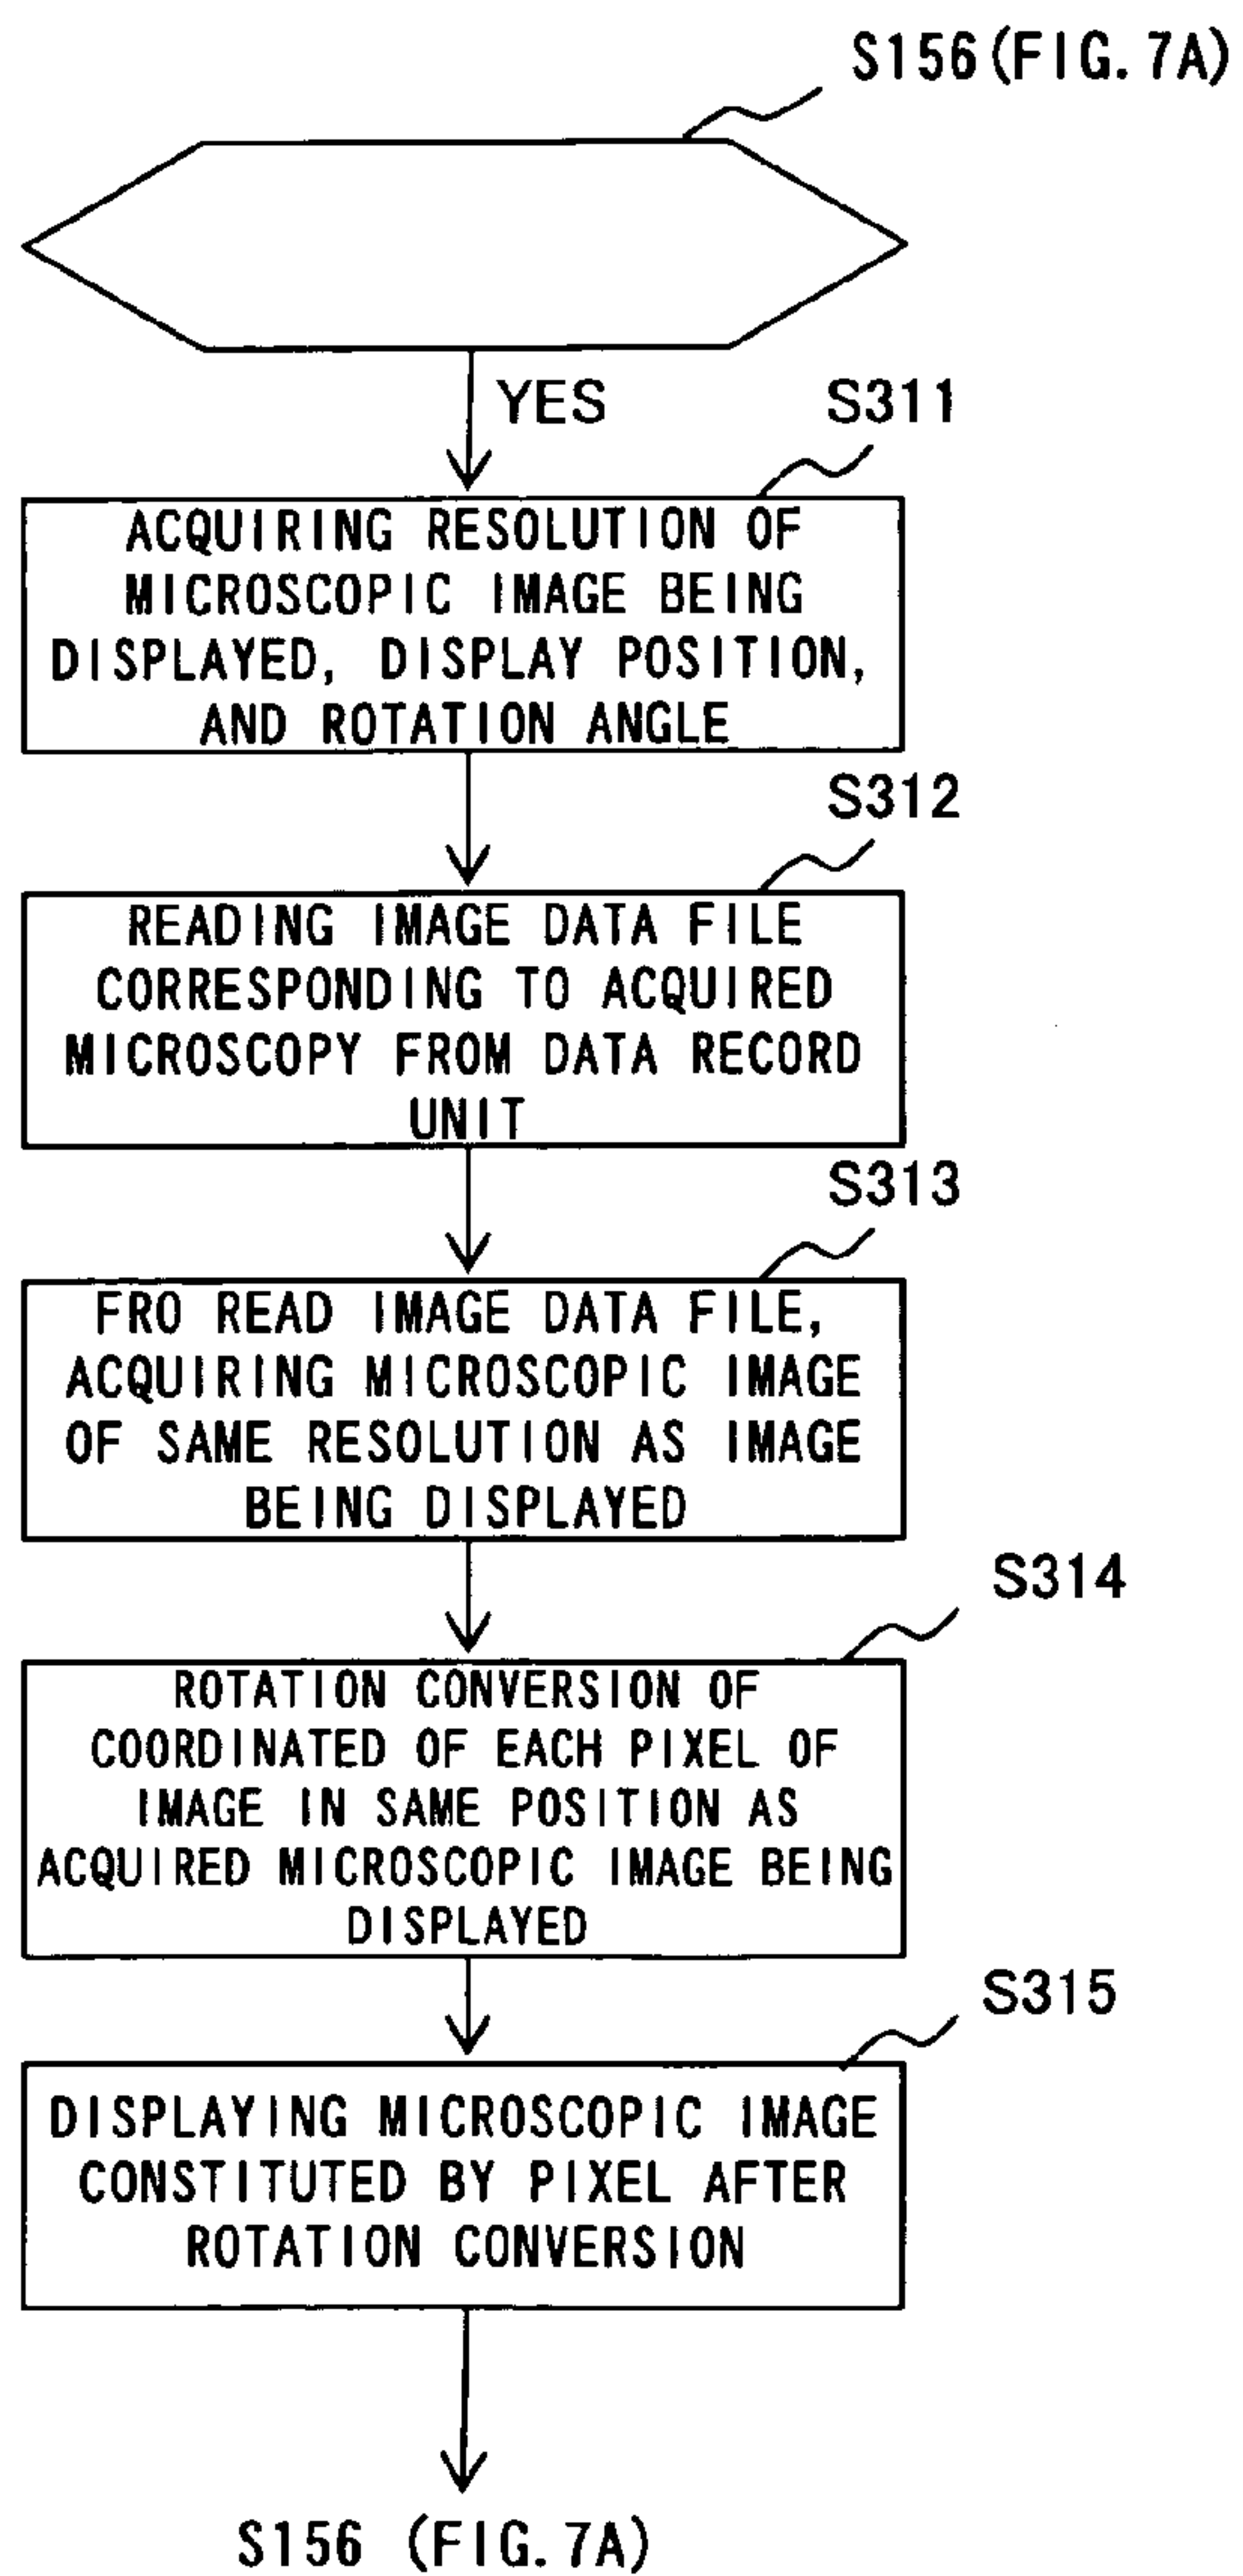 S156(FIG. 7A)
YES
S311
ACQUIRING RESOLUTION OF
MICROSCOPIC IMAGE BEING
DISPLAYED, DISPLAY POSITION,
AND ROTATION ANGLE
S312
READING IMAGE DATA FILE
CORRESPONDING TO ACQUIRED
MICROSCOPY FROM DATA RECORD
UNIT
S313
FRO READ IMAGE DATA FILE,
ACQUIRING MICROSCOPIC IMAGE
OF SAME RESOLUTION AS IMAGE
BEING DISPLAYED
S314
ROTATION CONVERSION OF
COORDINATED OF EACH PIXEL OF
IMAGE IN SAME POSITION AS
ACQUIRED MICROSCOPIC IMAGE BEING
DISPLAYED
S315
DISPLAYING MICROSCOPIC IMAGE
CONSTITUTED BY PIXEL AFTER
ROTATION CONVERSION
S156 (FIG. 7A)